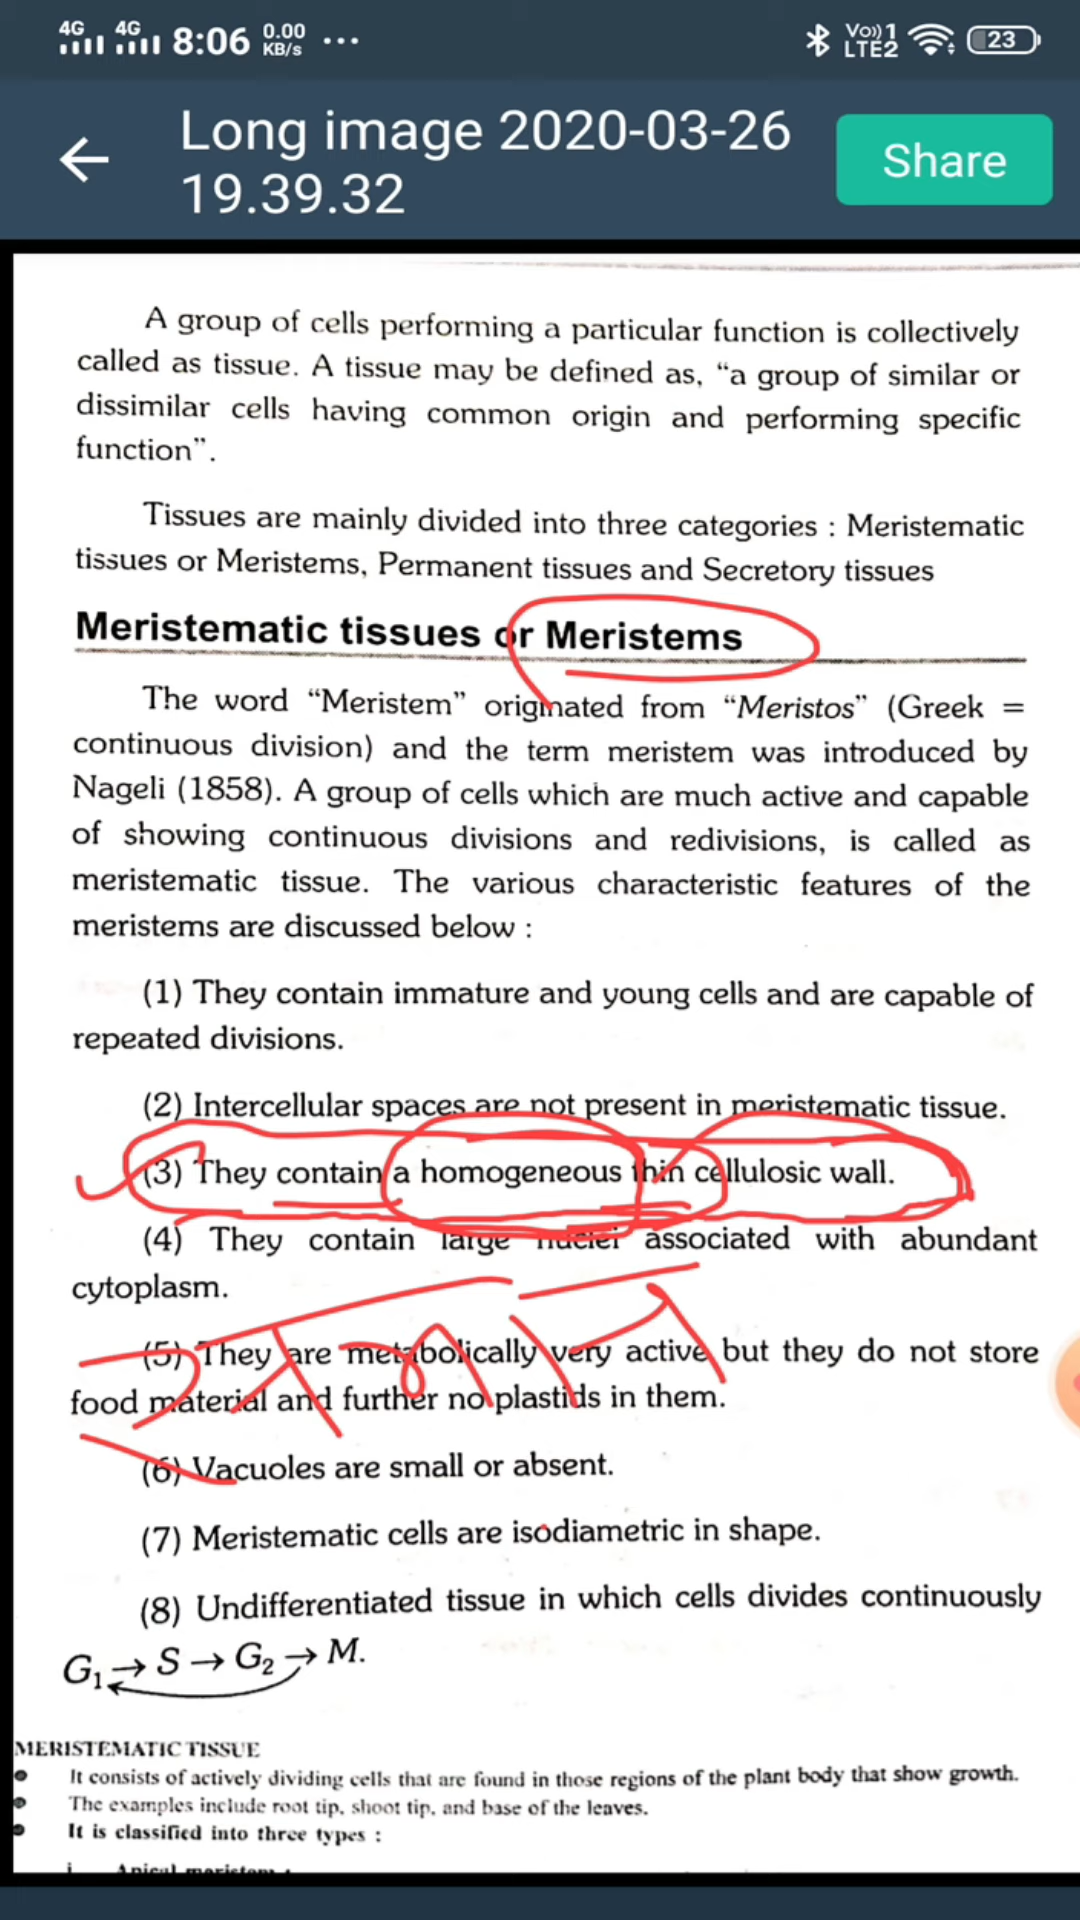 4G 4G 8:06 0.00 KB/s ... Vo)) 1 LTE2 23
Long image 2020-03-26
19.39.32
Share
A group of cells performing a particular function is collectively
called as tissue. A tissue may be defined as, “a group of similar or
dissimilar cells having common origin and performing specific
function”.
Tissues are mainly divided into three categories : Meristematic
tissues or Meristems, Permanent tissues and Secretory tissues
Meristematic tissues or Meristems
The word “Meristem” originated from “Meristos” (Greek =
continuous division) and the term meristem was introduced by
Nageli (1858). A group of cells which are much active and capable
of showing continuous divisions and redivisions, is called as
meristematic tissue. The various characteristic features of the
meristems are discussed below :
(1) They contain immature and young cells and are capable of
repeated divisions.
(2) Intercellular spaces are not present in meristematic tissue.
(3) They contain a homogeneous thin cellulosic wall.
(4) They contain large nuclei associated with abundant
cytoplasm.
समान
(5) They are metabolically very active but they do not store
food material and further no plastids in them.
(6) Vacuoles are small or absent.
(7) Meristematic cells are isodiametric in shape.
(8) Undifferentiated tissue in which cells divides continuously
G₁ → S → G₂ → M.
MERISTEMATIC TISSUE
It consists of actively dividing cells that are found in those regions of the plant body that show growth.
The examples include root tip, shoot tip, and base of the leaves.
It is classified into three types :
i. Apical meristem :